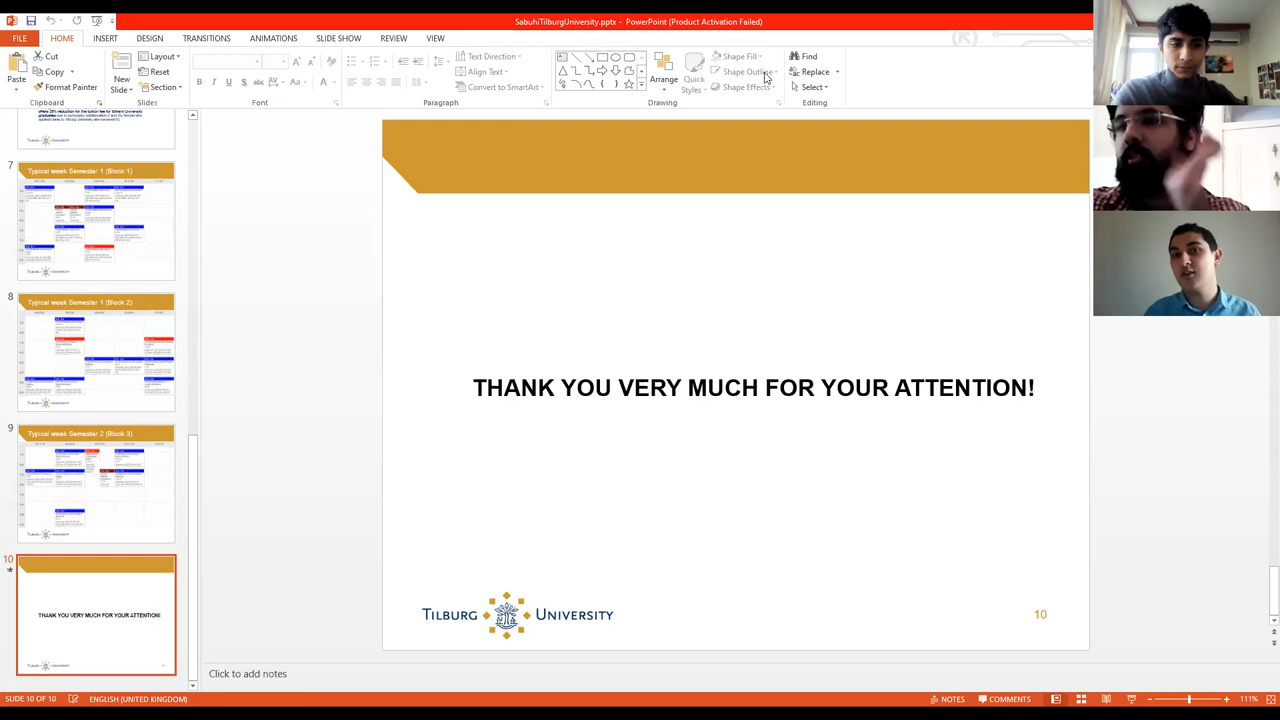 SabuhiTilburgUniversity.pptx - PowerPoint (Product Activation Failed)
FILE HOME INSERT DESIGN TRANSITIONS ANIMATIONS SLIDE SHOW REVIEW VIEW
Paste
Cut
Copy
Format Painter
Clipboard
New
Slide
Layout
Reset
Section
Slides
Font
Text Direction
Align Text
Convert to SmartArt
Paragraph
Arrange
Quick
Styles
Shape Fill
Shape Outline
Shape Effects
Drawing
Find
Replace
Select
Editing
7
Typical week Semester 1 (Block 1)
8
Typical week Semester 1 (Block 2)
9
Typical week Semester 2 (Block 3)
10
THANK YOU VERY MUCH FOR YOUR ATTENTION!
THANK YOU VERY MUCH FOR YOUR ATTENTION!
TILBURG UNIVERSITY
10
Click to add notes
SLIDE 10 OF 10 ENGLISH (UNITED KINGDOM) NOTES COMMENTS 111%